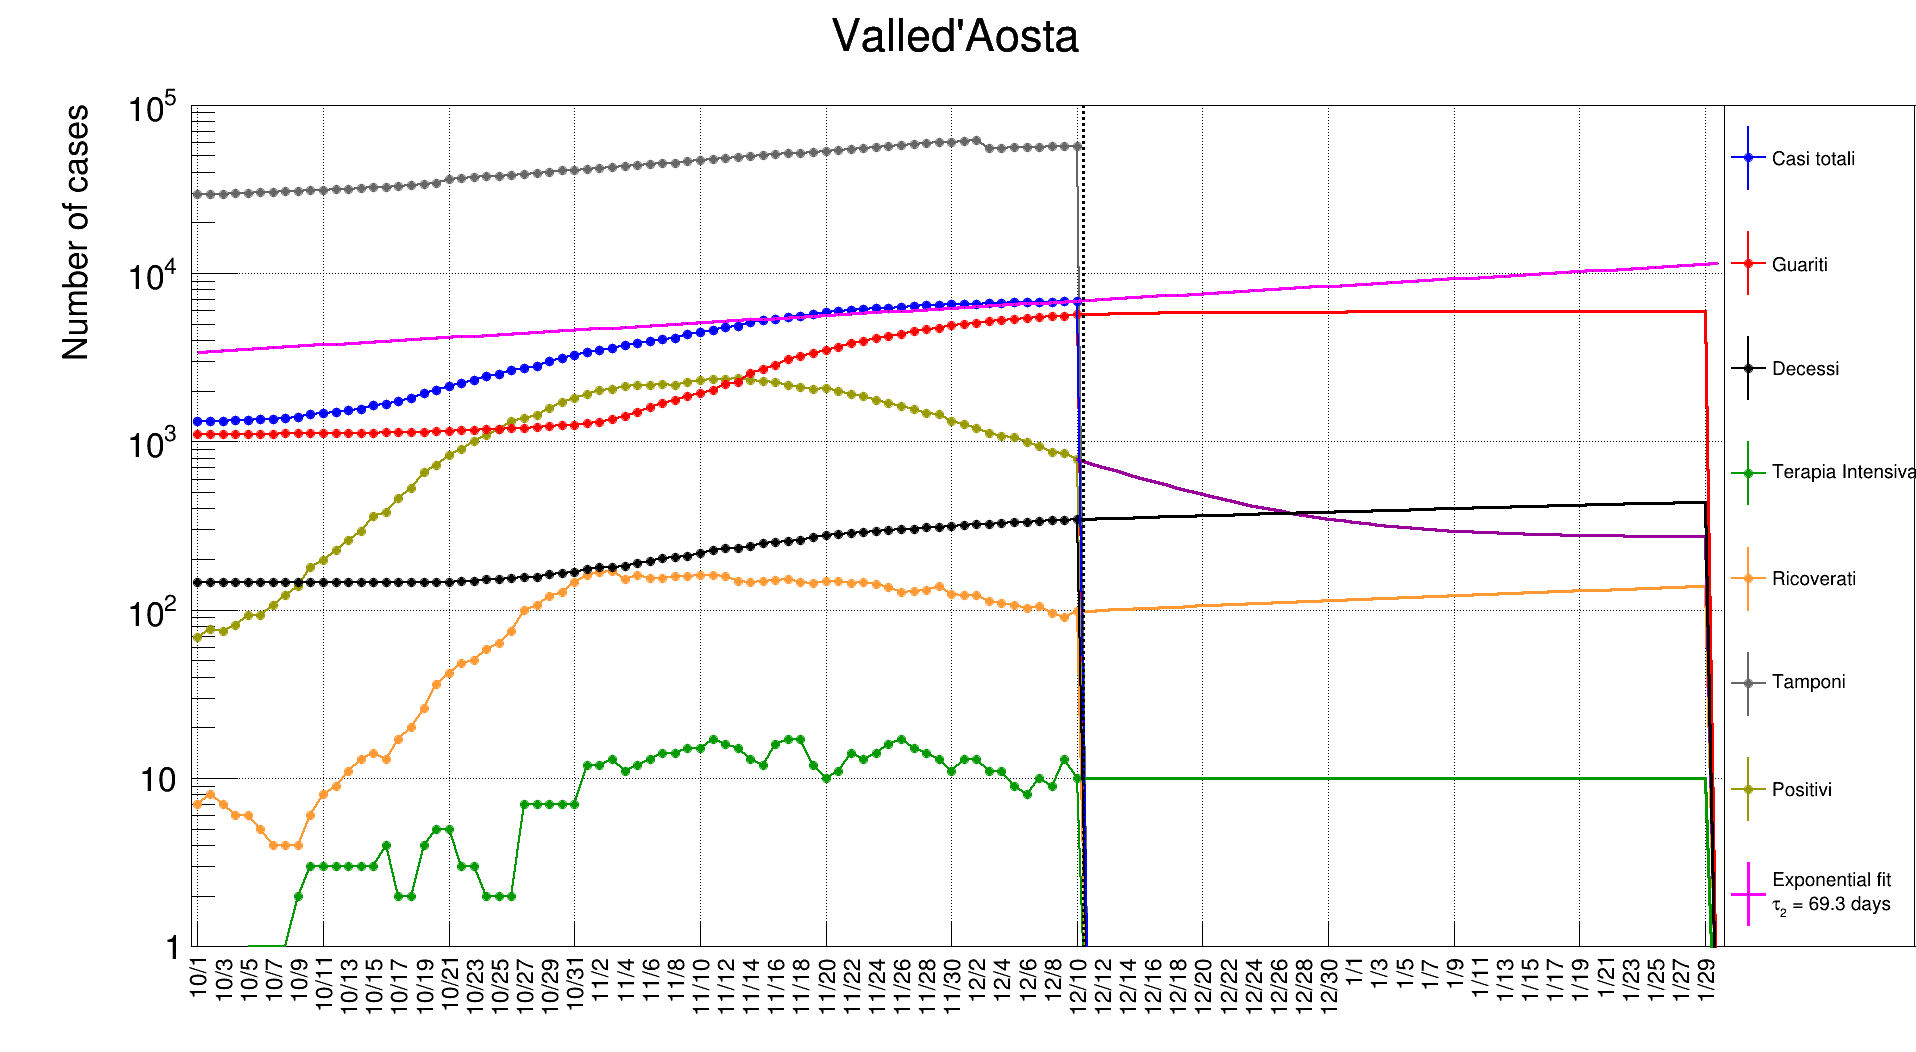 Valled'Aosta
Number of cases
10^5
10^4
10^3
10^2
10
1
10/1 10/3 10/5 10/7 10/9 10/11 10/13 10/15 10/17 10/19 10/21 10/23 10/25 10/27 10/29 10/31 11/2 11/4 11/6 11/8 11/10 11/12 11/14 11/16 11/18 11/20 11/22 11/24 11/26 11/28 11/30 12/2 12/4 12/6 12/8 12/10 12/12 12/14 12/16 12/18 12/20 12/22 12/24 12/26 12/28 12/30 1/1 1/3 1/5 1/7 1/9 1/11 1/13 1/15 1/17 1/19 1/21 1/23 1/25 1/27 1/29
Casi totali
Guariti
Decessi
Terapia Intensiva
Ricoverati
Tamponi
Positivi
Exponential fit
τ₂ = 69.3 days